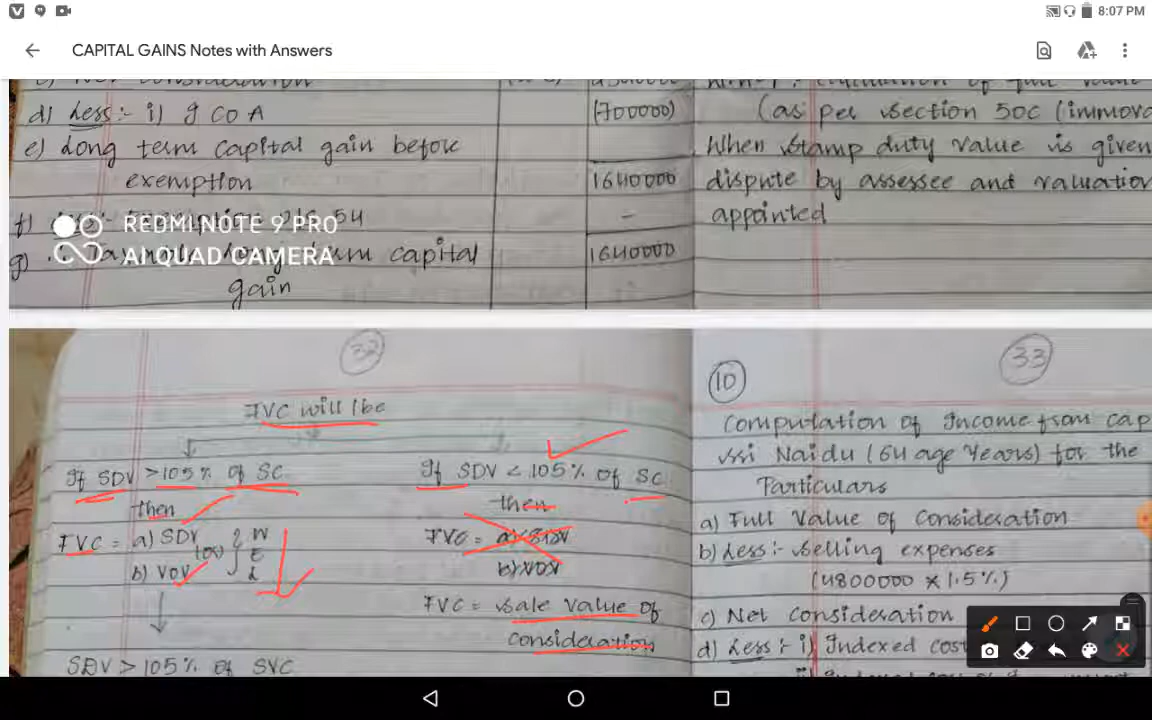 8:07 PM
CAPITAL GAINS Notes with Answers
d) Less:- i) g COA (700000)
e) Long term capital gain before
exemption 1640000
54 -
capital 1640000
gain
REDMI NOTE 9 PRO
AI QUAD CAMERA
(as per section 50C (immova
When stamp duty value is given
dispute by assessee and valuation
appointed
32
FVC will be
If SDV > 105% of SC
then
FVC = a) SDV
(or)
b) VOV
W
E
L
SDV > 105% of SVC
If SDV < 105% of SC
then
FVC = a) SDV
b) VOV
FVC = sale value of
consideration
33
10
Computation of Income from cap
Naidu (64 age Years) for the
Particulars
a) Full Value of Consideration
b) Less:- selling expenses
(4800000 x 1.5%)
c) Net consideration
d) Less:- i) Indexed cost